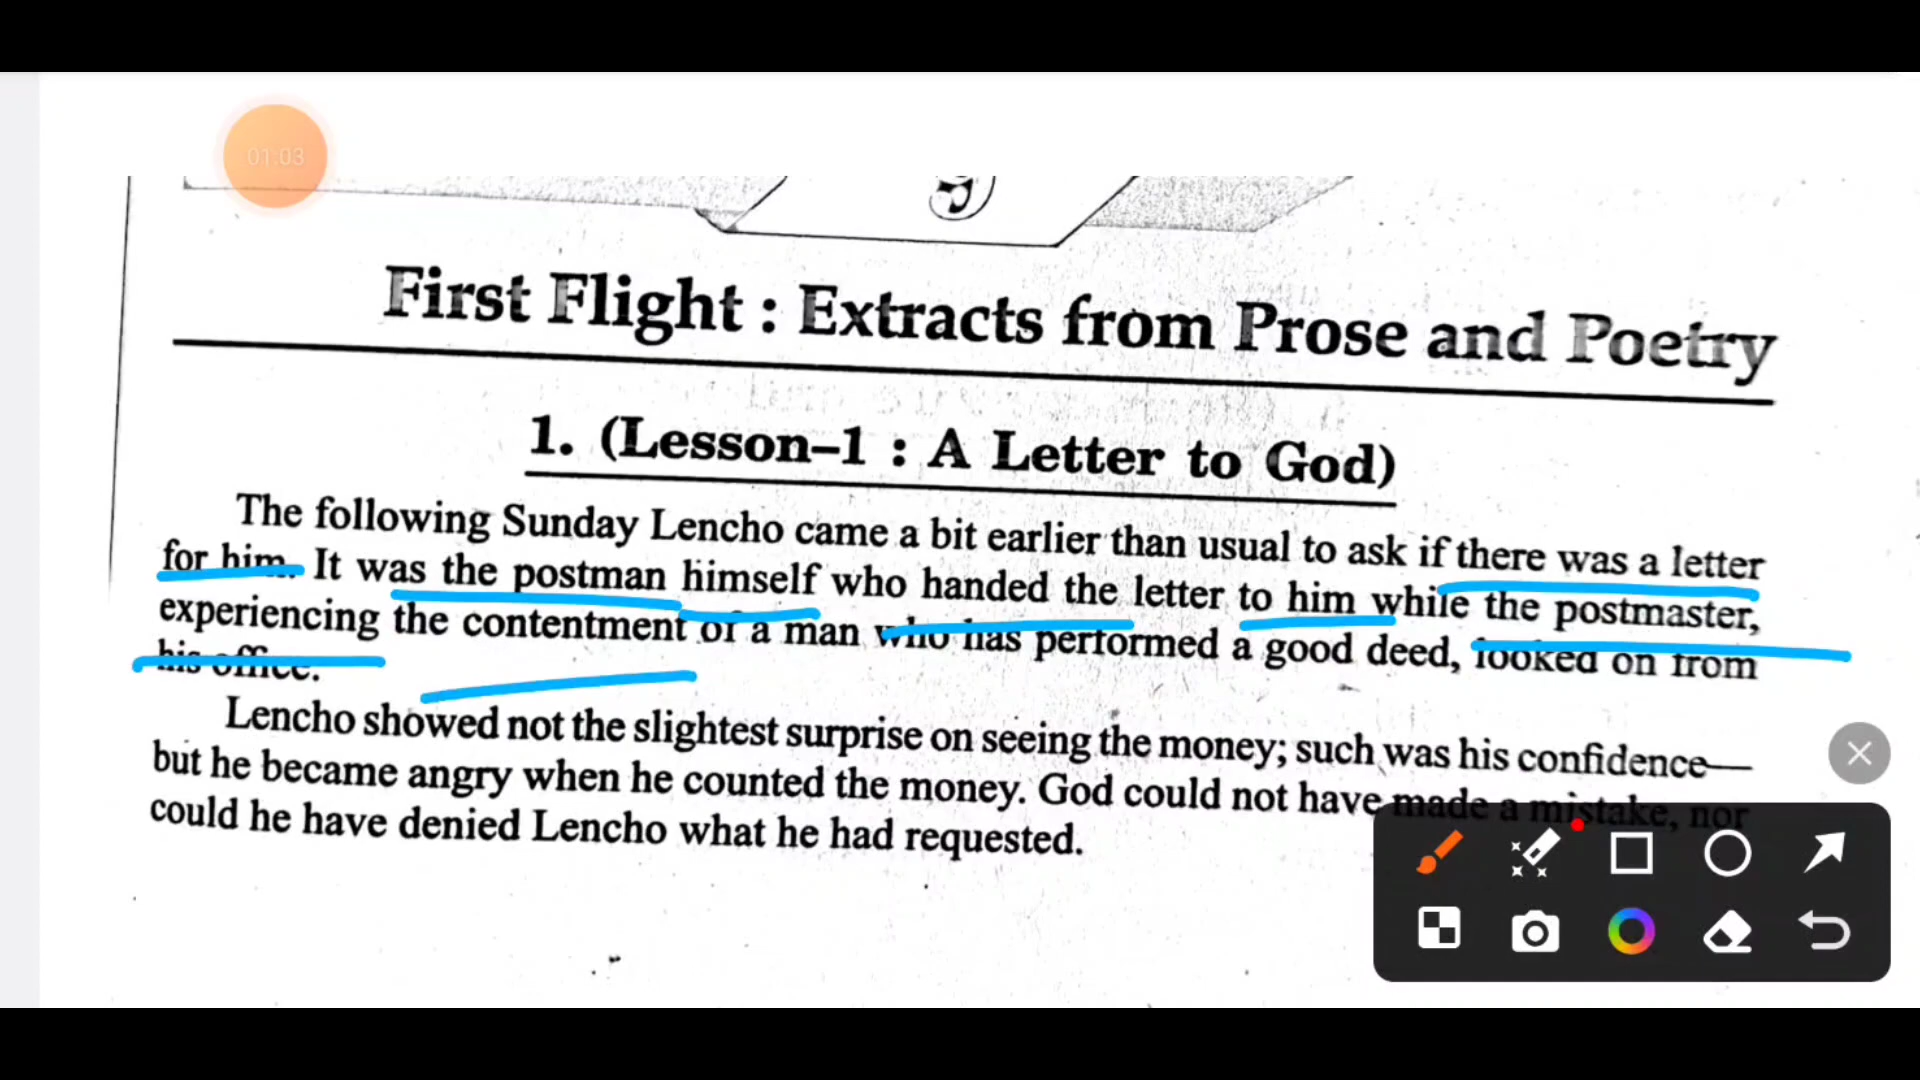 01:03
First Flight : Extracts from Prose and Poetry
1. (Lesson–1 : A Letter to God)
The following Sunday Lencho came a bit earlier than usual to ask if there was a letter
for him. It was the postman himself who handed the letter to him while the postmaster,
experiencing the contentment of a man who has performed a good deed, looked on from
his office.
Lencho showed not the slightest surprise on seeing the money; such was his confidence—
but he became angry when he counted the money. God could not have made a mistake, nor
could he have denied Lencho what he had requested.